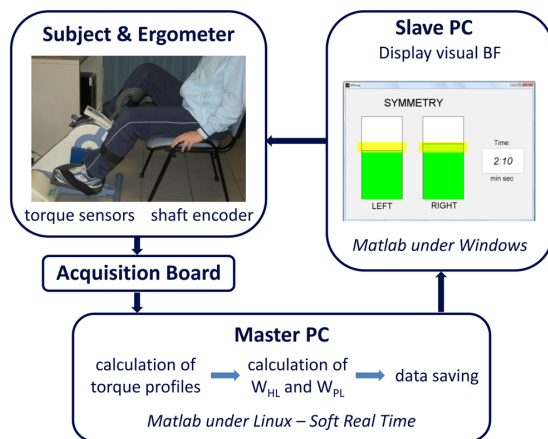 Subject & Ergometer
torque sensors shaft encoder
Acquisition Board
Master PC
calculation of
torque profiles
calculation of
W_HL and W_PL
data saving
Matlab under Linux – Soft Real Time
Slave PC
Display visual BF
SYMMETRY
LEFT
RIGHT
Time:
2:10
min sec
Matlab under Windows